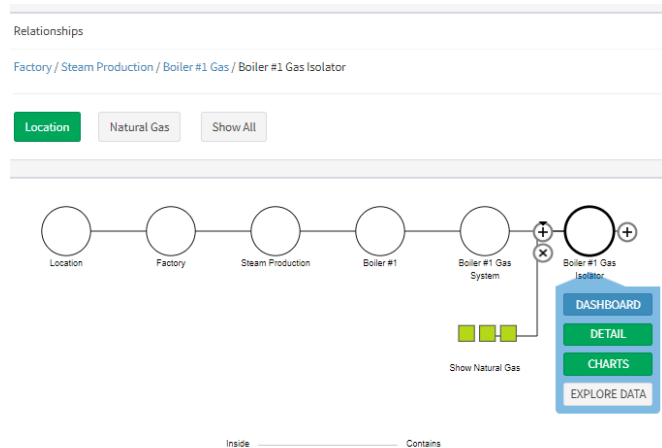 Relationships
Factory / Steam Production / Boiler #1 Gas / Boiler #1 Gas Isolator
Location Natural Gas Show All
Location Factory Steam Production Boiler #1 Boiler #1 Gas Boiler #1 Gas
System Isolator
DASHBOARD
DETAIL
Show Natural Gas CHARTS
EXPLORE DATA
Inside Contains